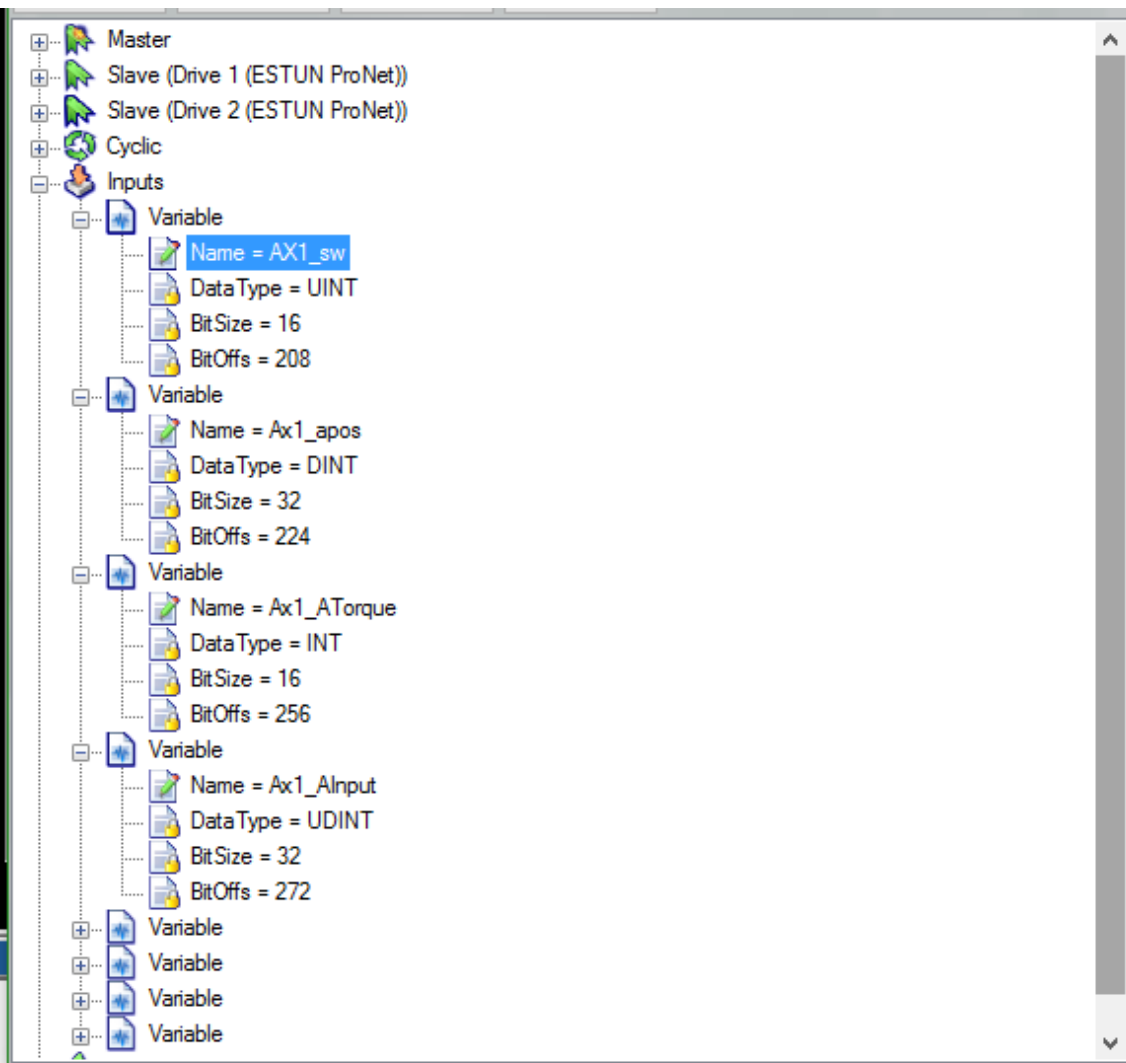 Master
Slave (Drive 1 (ESTUN ProNet))
Slave (Drive 2 (ESTUN ProNet))
Cyclic
Inputs
Variable
Name = AX1_sw
DataType = UINT
BitSize = 16
BitOffs = 208
Variable
Name = Ax1_apos
DataType = DINT
BitSize = 32
BitOffs = 224
Variable
Name = Ax1_ATorque
DataType = INT
BitSize = 16
BitOffs = 256
Variable
Name = Ax1_AInput
DataType = UDINT
BitSize = 32
BitOffs = 272
Variable
Variable
Variable
Variable